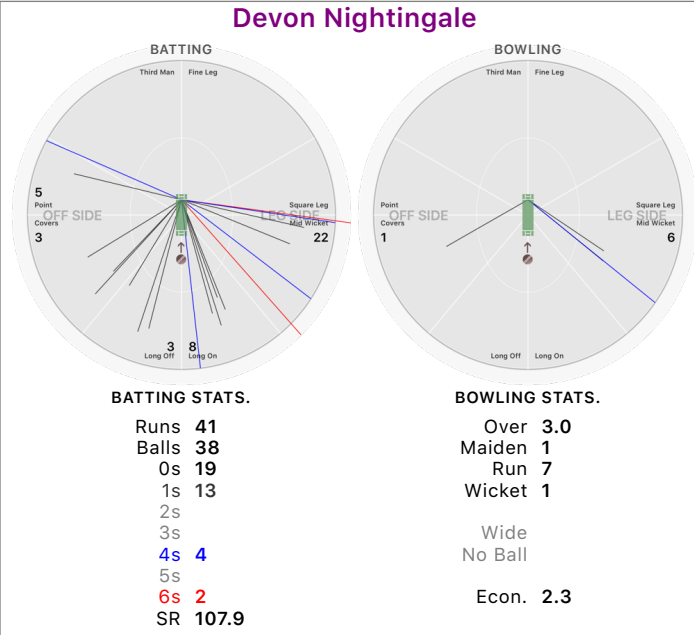 Devon Nightingale
BATTING
Third Man Fine Leg
5
Point
OFF SIDE
Covers
3
Square Leg
LEG SIDE
Mid Wicket
22
3 8
Long Off Long On
BOWLING
Third Man Fine Leg
Point
OFF SIDE
Covers
1
Square Leg
LEG SIDE
Mid Wicket
6
Long Off Long On
BATTING STATS.
Runs 41
Balls 38
0s 19
1s 13
2s
3s
4s 4
5s
6s 2
SR 107.9
BOWLING STATS.
Over 3.0
Maiden 1
Run 7
Wicket 1
Wide
No Ball
Econ. 2.3